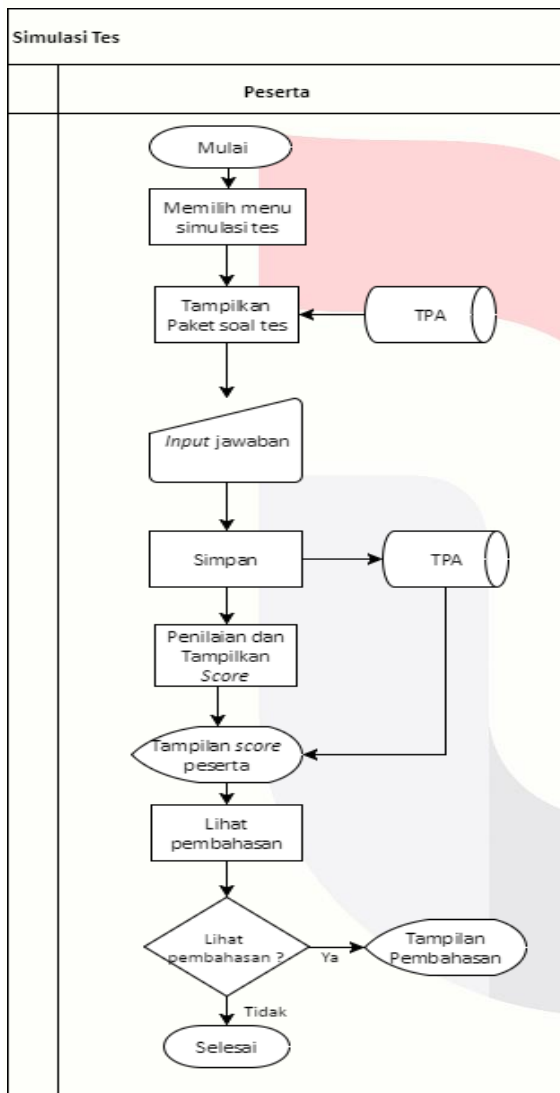 Simulasi Tes
Peserta
Mulai
Memilih menu
simulasi tes
Tampilkan
Paket soal tes
TPA
Input jawaban
Simpan
TPA
Penilaian dan
Tampilkan
Score
Tampilan score
peserta
Lihat
pembahasan
Lihat
pembahasan ?
Ya
Tampilan
Pembahasan
Tidak
Selesai